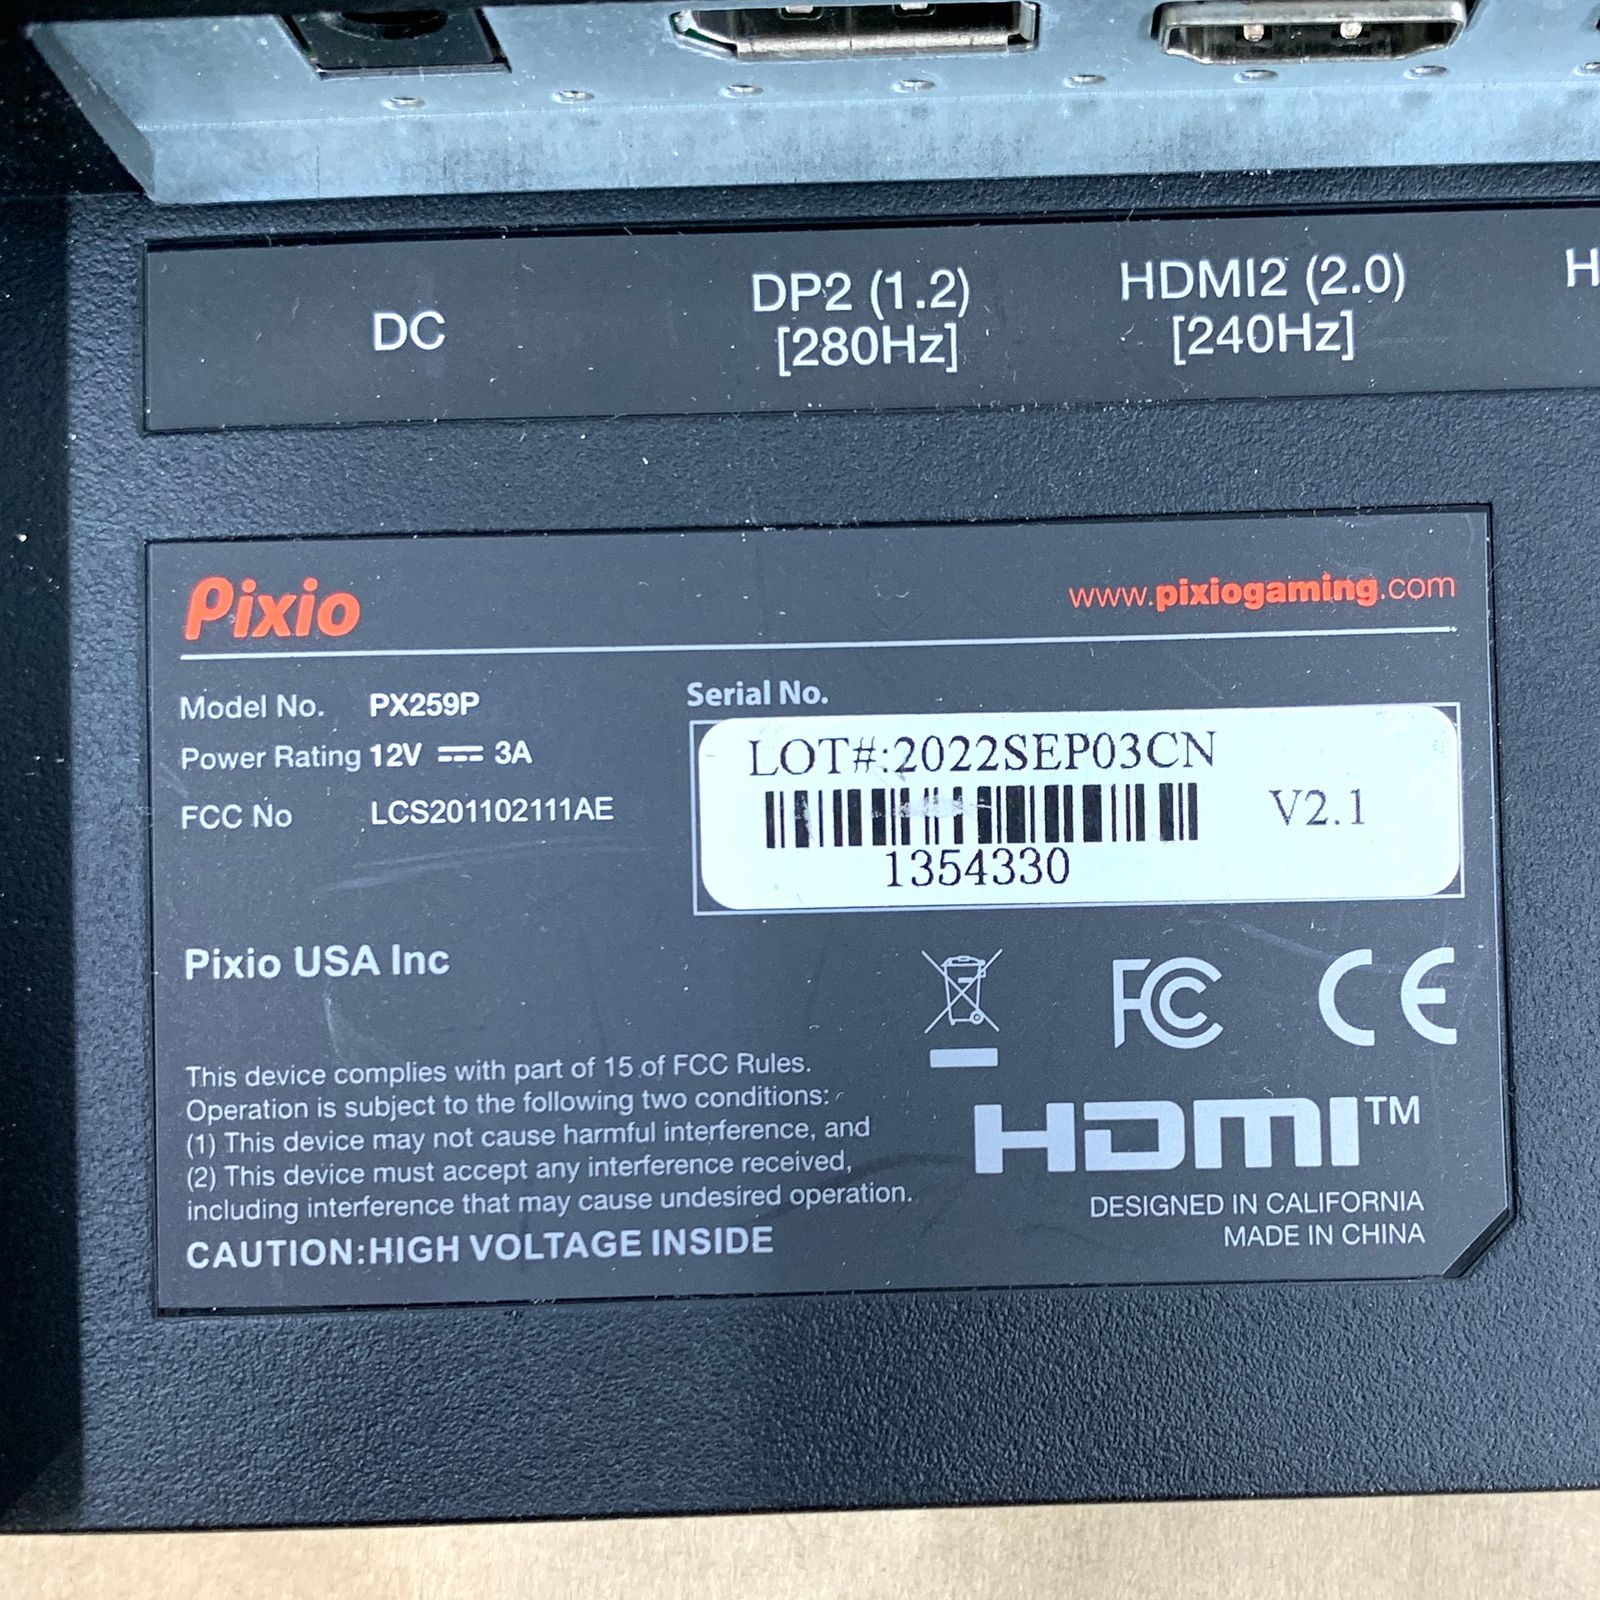 DC
DP2 (1.2)
[280Hz]
HDMI2 (2.0)
[240Hz]
H
Pixio
www.pixiogaming.com
Model No. PX259P
Power Rating 12V ⎓ 3A
FCC No LCS201102111AE
Serial No.
LOT#:2022SEP03CN
V2.1
1354330
Pixio USA Inc
FC
CE
This device complies with part of 15 of FCC Rules.
Operation is subject to the following two conditions:
(1) This device may not cause harmful interference, and
(2) This device must accept any interference received,
including interference that may cause undesired operation.
CAUTION:HIGH VOLTAGE INSIDE
HDMI™
DESIGNED IN CALIFORNIA
MADE IN CHINA